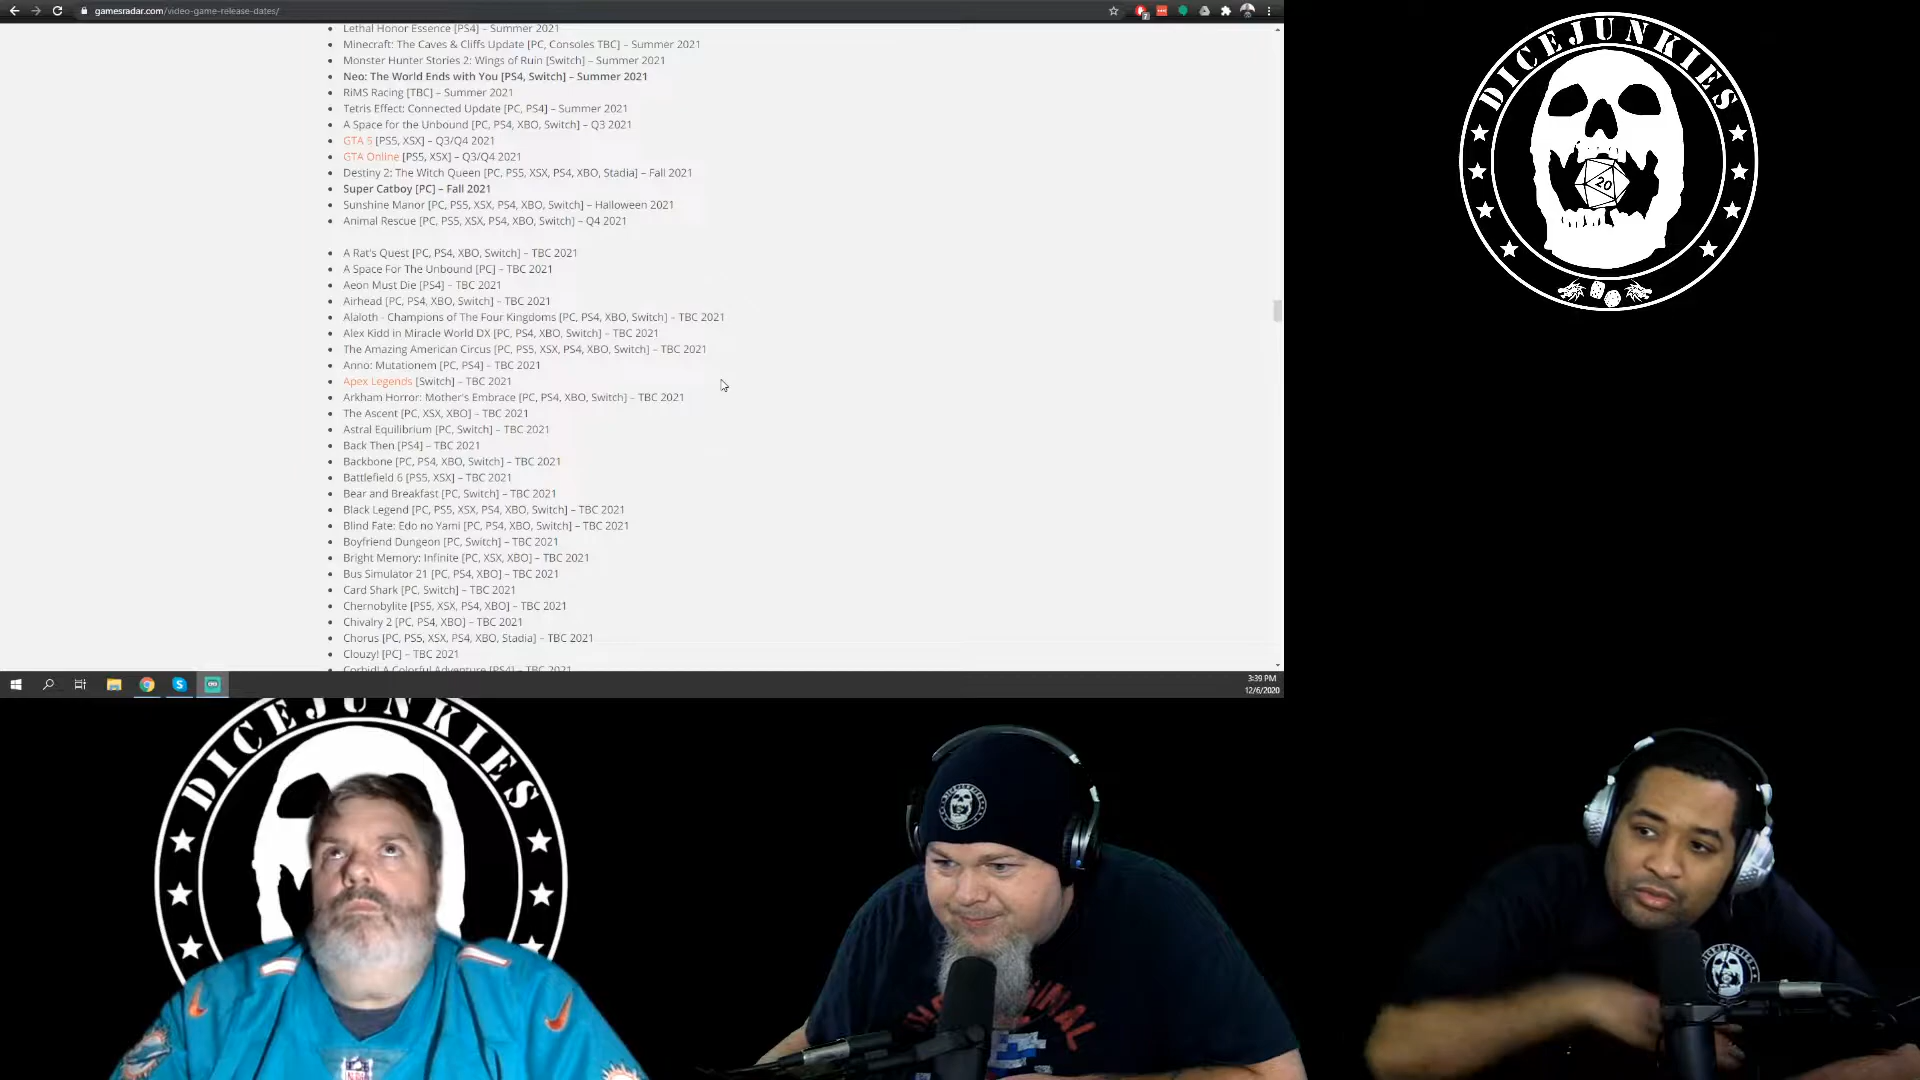 gamesradar.com/video-game-release-dates/
Lethal Honor Essence [PS4] – Summer 2021
Minecraft: The Caves & Cliffs Update [PC, Consoles TBC] – Summer 2021
Monster Hunter Stories 2: Wings of Ruin [Switch] – Summer 2021
Neo: The World Ends with You [PS4, Switch] – Summer 2021
RiMS Racing [TBC] – Summer 2021
Tetris Effect: Connected Update [PC, PS4] – Summer 2021
A Space for the Unbound [PC, PS4, XBO, Switch] – Q3 2021
GTA 5 [PS5, XSX] – Q3/Q4 2021
GTA Online [PS5, XSX] – Q3/Q4 2021
Destiny 2: The Witch Queen [PC, PS5, XSX, PS4, XBO, Stadia] – Fall 2021
Super Catboy [PC] – Fall 2021
Sunshine Manor [PC, PS5, XSX, PS4, XBO, Switch] – Halloween 2021
Animal Rescue [PC, PS5, XSX, PS4, XBO, Switch] – Q4 2021
A Rat's Quest [PC, PS4, XBO, Switch] – TBC 2021
A Space For The Unbound [PC] – TBC 2021
Aeon Must Die [PS4] – TBC 2021
Airhead [PC, PS4, XBO, Switch] – TBC 2021
Alaloth - Champions of The Four Kingdoms [PC, PS4, XBO, Switch] – TBC 2021
Alex Kidd in Miracle World DX [PC, PS4, XBO, Switch] – TBC 2021
The Amazing American Circus [PC, PS5, XSX, PS4, XBO, Switch] – TBC 2021
Anno: Mutationem [PC, PS4] – TBC 2021
Apex Legends [Switch] – TBC 2021
Arkham Horror: Mother's Embrace [PC, PS4, XBO, Switch] – TBC 2021
The Ascent [PC, XSX, XBO] – TBC 2021
Astral Equilibrium [PC, Switch] – TBC 2021
Back Then [PS4] – TBC 2021
Backbone [PC, PS4, XBO, Switch] – TBC 2021
Battlefield 6 [PS5, XSX] – TBC 2021
Bear and Breakfast [PC, Switch] – TBC 2021
Black Legend [PC, PS5, XSX, PS4, XBO, Switch] – TBC 2021
Blind Fate: Edo no Yami [PC, PS4, XBO, Switch] – TBC 2021
Boyfriend Dungeon [PC, Switch] – TBC 2021
Bright Memory: Infinite [PC, XSX, XBO] – TBC 2021
Bus Simulator 21 [PC, PS4, XBO] – TBC 2021
Card Shark [PC, Switch] – TBC 2021
Chernobylite [PS5, XSX, PS4, XBO] – TBC 2021
Chivalry 2 [PC, PS4, XBO] – TBC 2021
Chorus [PC, PS5, XSX, PS4, XBO, Stadia] – TBC 2021
Clouzy! [PC] – TBC 2021
Corbid! A Colorful Adventure [PS4] – TBC 2021
3:39 PM
12/6/2020
DICEJUNKIES
20
DICEJUNKIES
NFL